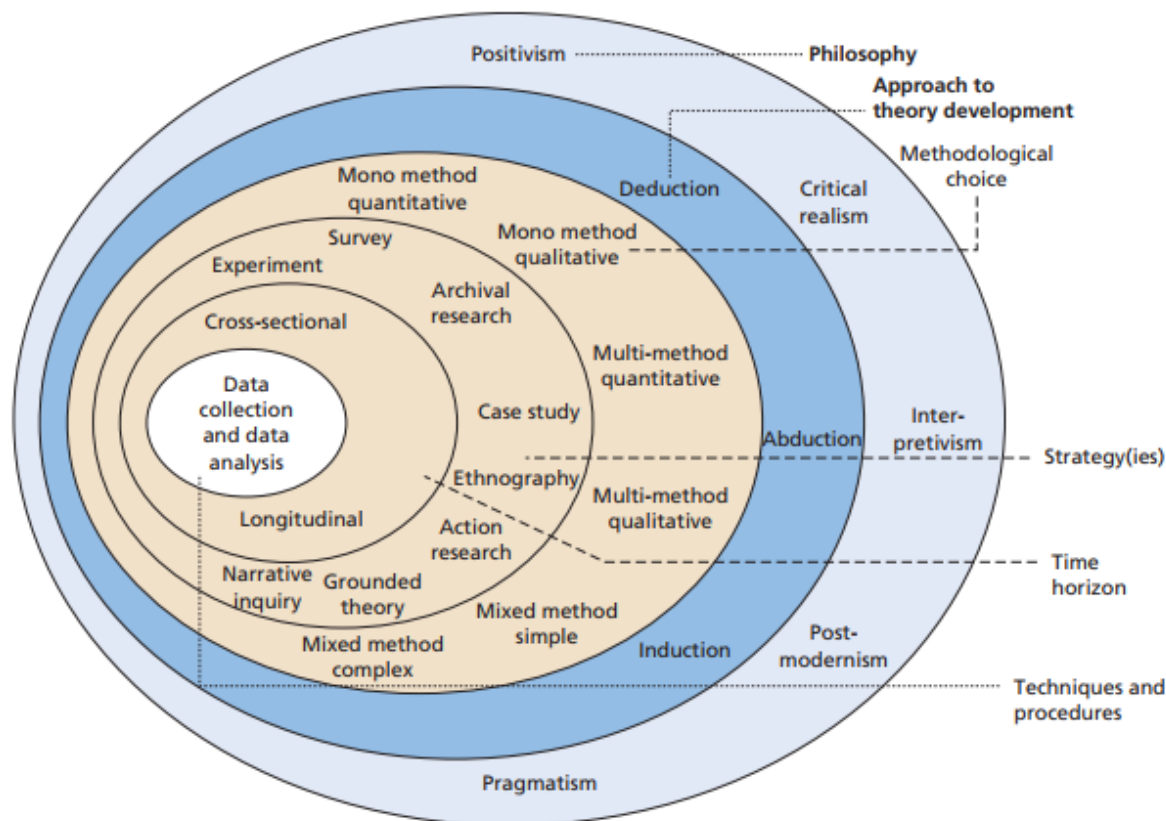 Positivism
Philosophy
Approach to
theory development
Methodological
choice
Mono method
quantitative
Deduction
Critical
realism
Survey
Mono method
qualitative
Experiment
Archival
research
Cross-sectional
Multi-method
quantitative
Data
collection
and data
analysis
Case study
Abduction
Inter-
pretivism
Strategy(ies)
Ethnography
Multi-method
qualitative
Longitudinal
Action
research
Time
horizon
Narrative
inquiry
Grounded
theory
Mixed method
simple
Mixed method
complex
Induction
Post-
modernism
Techniques and
procedures
Pragmatism